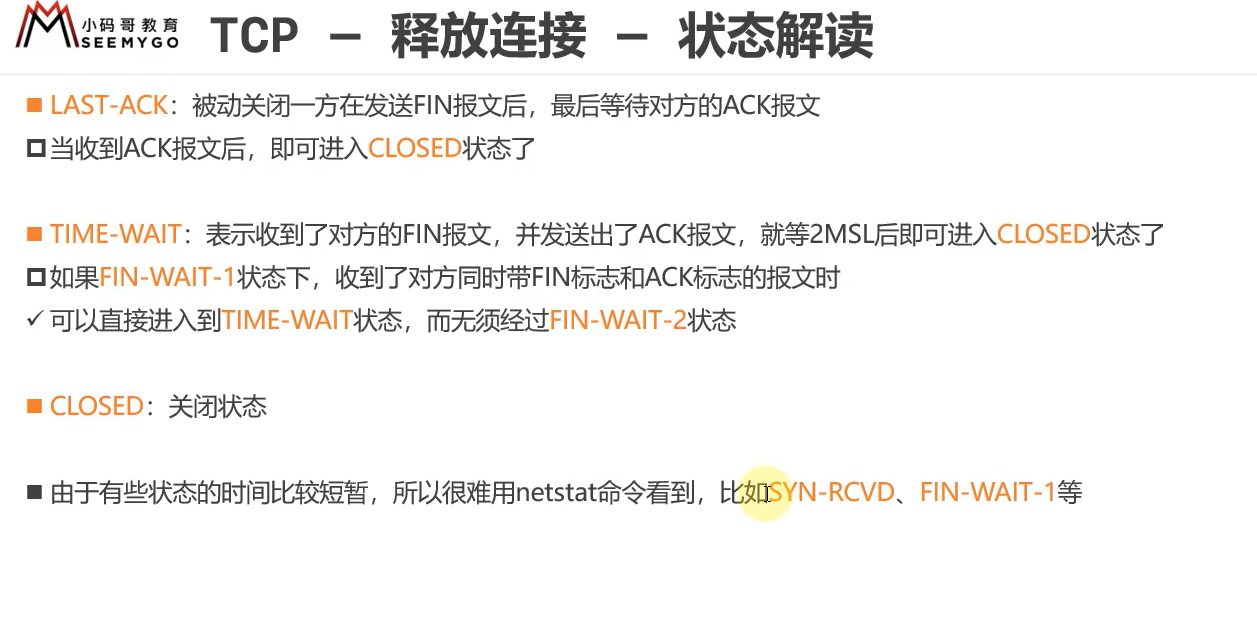 小码哥教育
SEEMYGO
TCP – 释放连接 – 状态解读
LAST-ACK：被动关闭一方在发送FIN报文后，最后等待对方的ACK报文
当收到ACK报文后，即可进入CLOSED状态了
TIME-WAIT：表示收到了对方的FIN报文，并发送出了ACK报文，就等2MSL后即可进入CLOSED状态了
如果FIN-WAIT-1状态下，收到了对方同时带FIN标志和ACK标志的报文时
可以直接进入到TIME-WAIT状态，而无须经过FIN-WAIT-2状态
CLOSED：关闭状态
由于有些状态的时间比较短暂，所以很难用netstat命令看到，比如SYN-RCVD、FIN-WAIT-1等